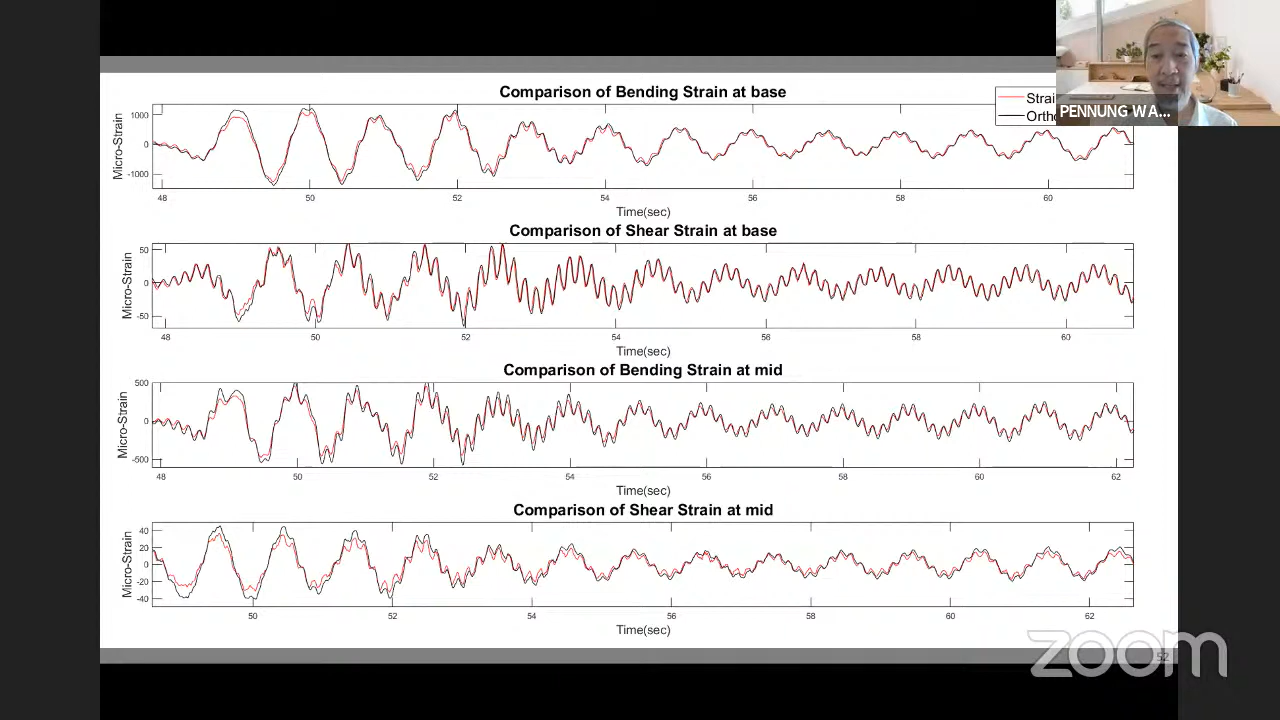 Comparison of Bending Strain at base
Strai
Ortho
PENNUNG WA...
Micro-Strain
1000
0
-1000
48 50 52 54 56 58 60
Time(sec)
Comparison of Shear Strain at base
Micro-Strain
50
0
-50
48 50 52 54 56 58 60
Time(sec)
Comparison of Bending Strain at mid
Micro-Strain
500
0
-500
48 50 52 54 56 58 60 62
Time(sec)
Comparison of Shear Strain at mid
Micro-Strain
40
20
0
-20
-40
50 52 54 56 58 60 62
Time(sec)
zoom
52